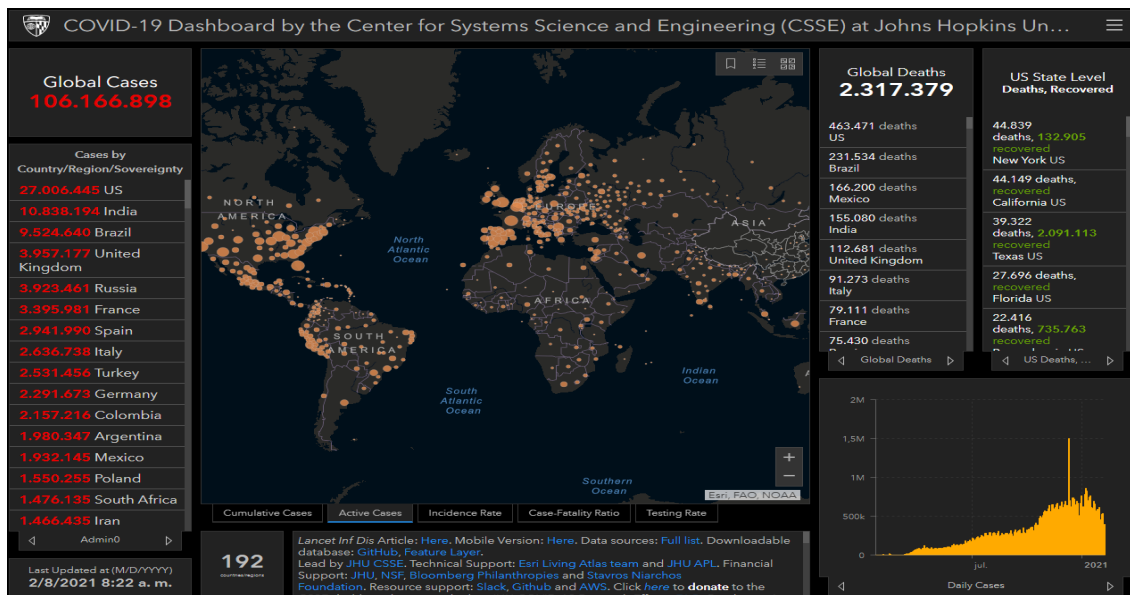 COVID-19 Dashboard by the Center for Systems Science and Engineering (CSSE) at Johns Hopkins Un...
Global Cases
106.166.898
Cases by
Country/Region/Sovereignty
27.006.445 US
10.838.194 India
9.524.640 Brazil
3.957.177 United
Kingdom
3.923.461 Russia
3.395.981 France
2.941.990 Spain
2.636.738 Italy
2.531.456 Turkey
2.291.673 Germany
2.157.216 Colombia
1.980.347 Argentina
1.932.145 Mexico
1.550.255 Poland
1.476.135 South Africa
1.466.435 Iran
Admin0
Last Updated at (M/D/YYYY)
2/8/2021 8:22 a. m.
NORTH
AMERICA
EUROPE
ASIA
North
Atlantic
Ocean
AFRICA
SOUTH
AMERICA
Indian
Ocean
South
Atlantic
Ocean
Southern
Ocean
A
+
−
Esri, FAO, NOAA
Cumulative Cases
Active Cases
Incidence Rate
Case-Fatality Ratio
Testing Rate
192
countries/regions
Lancet Inf Dis Article: Here. Mobile Version: Here. Data sources: Full list. Downloadable
database: GitHub, Feature Layer.
Lead by JHU CSSE. Technical Support: Esri Living Atlas team and JHU APL. Financial
Support: JHU, NSF, Bloomberg Philanthropies and Stavros Niarchos
Foundation. Resource support: Slack, Github and AWS. Click here to donate to the
Global Deaths
2.317.379
463.471 deaths
US
231.534 deaths
Brazil
166.200 deaths
Mexico
155.080 deaths
India
112.681 deaths
United Kingdom
91.273 deaths
Italy
79.111 deaths
France
75.430 deaths
Global Deaths
US State Level
Deaths, Recovered
44.839
deaths, 132.905
recovered
New York US
44.149 deaths,
recovered
California US
39.322
deaths, 2.091.113
recovered
Texas US
27.696 deaths,
recovered
Florida US
22.416
deaths, 735.763
recovered
US Deaths, ...
2M
1,5M
1M
500k
0
jul.
2021
Daily Cases